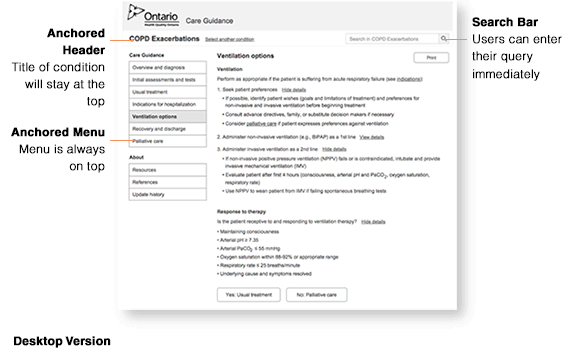 Anchored
Header
Title of condition
will stay at the
top
Anchored Menu
Menu is always
on top
Ontario
Health Quality Ontario
Care Guidance
COPD Exacerbations
Select another condition
Search in COPD Exacerbations
Care Guidance
Overview and diagnosis
Initial assessments and tests
Usual treatment
Indications for hospitalization
Ventilation options
Recovery and discharge
Palliative care
About
Resources
References
Update history
Ventilation options
Print
Ventilation
Perform as appropriate if the patient is suffering from acute respiratory failure (see indications)
1. Seek patient preferences Hide details
• If possible, identify patient wishes (goals and limitations of treatment) and preferences for
non-invasive and invasive ventilation before beginning treatment
• Consult advance directives, family, or substitute decision makers if needed
• Consider palliative care if patient expresses preferences against ventilation
2. Administer non-invasive ventilation (e.g., BiPAP) as a 1st line View details
3. Administer invasive ventilation as a 2nd line Hide details
• If non-invasive positive pressure ventilation (NPPV) fails or is contraindicated, intubate and provide
invasive mechanical ventilation (IMV)
• Evaluate patient after first 4 hours (consciousness, arterial pH and PaCO2, oxygen saturation,
respiratory rate)
• Use NPPV to wean patient from IMV if failing spontaneous breathing tests
Response to therapy
Is the patient receptive to and responding to ventilation therapy? Hide details
• Maintaining consciousness
• Arterial pH ≥ 7.35
• Arterial PaCO2 ≤ 55 mmHg
• Oxygen saturation within 88-92% or appropriate range
• Respiratory rate ≤ 25 breaths/minute
• Underlying cause and symptoms resolved
Yes: Usual treatment
No: Palliative care
Search Bar
Users can enter
their query
immediately
Desktop Version